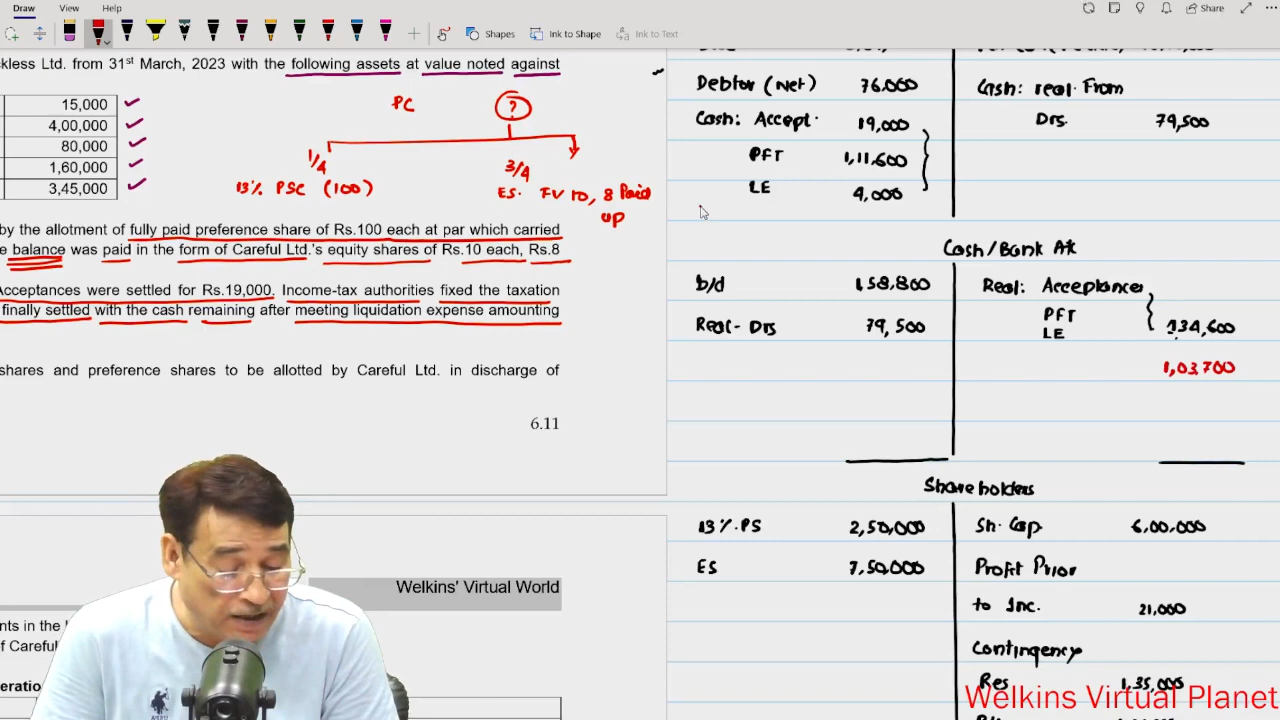 Draw View Help
Share
Shapes Ink to Shape Ink to Text
ckless Ltd. from 31st March, 2023 with the following assets at value noted against
15,000
4,00,000
80,000
1,60,000
3,45,000
PC ?
1/4 3/4
13% PSC (100) ES. FV 10, 8 Paid up
by the allotment of fully paid preference share of Rs.100 each at par which carried
e balance was paid in the form of Careful Ltd.'s equity shares of Rs.10 each, Rs.8
Acceptances were settled for Rs.19,000. Income-tax authorities fixed the taxation
finally settled with the cash remaining after meeting liquidation expense amounting
shares and preference shares to be allotted by Careful Ltd. in discharge of
6.11
Welkins' Virtual World
ents in the l
of Careful L
eratio
Debtor (Net) 76,000
Cash: Accept. 19,000
PFT 1,11,600
LE 4,000
Cash: real. From
Drs. 79,500
Cash/Bank A/c
b/d 1,58,800
Real- Drs 79,500
Real: Acceptance
PFT
LE 1,34,600
1,03,700
Shareholders
13% PS 2,50,000
ES 7,50,000
Sh. Cap 6,00,000
Profit Prior
to Inc. 21,000
Contingency
Res 1,35,000
Welkins Virtual Planet